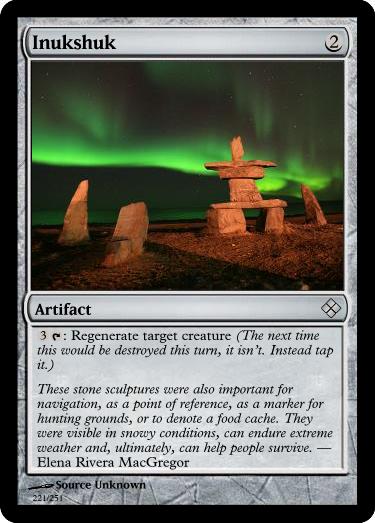 Inukshuk 2
Artifact
3 : Regenerate target creature (The next time
this would be destroyed this turn, it isn't. Instead tap
it.)
These stone sculptures were also important for
navigation, as a point of reference, as a marker for
hunting grounds, or to denote a food cache. They
were visible in snowy conditions, can endure extreme
weather and, ultimately, can help people survive. —
Elena Rivera MacGregor
Source Unknown
221/251